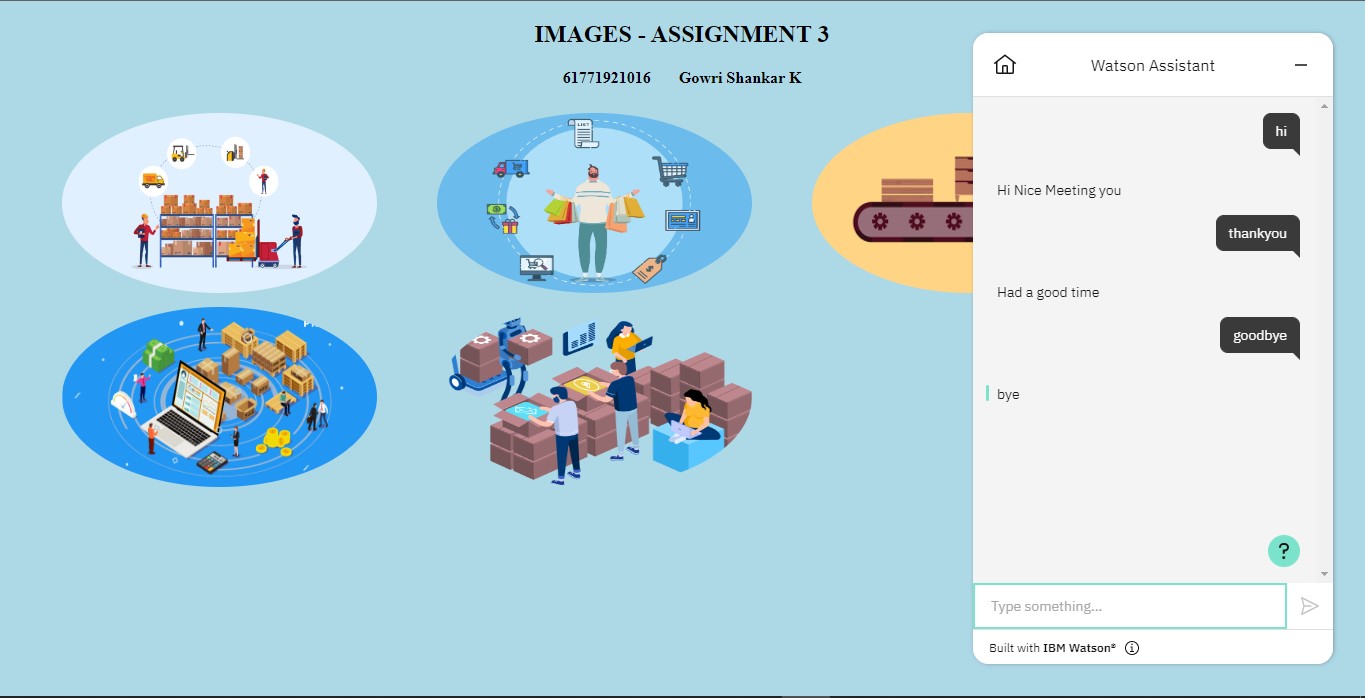 IMAGES - ASSIGNMENT 3
61771921016 Gowri Shankar K
LIST
Watson Assistant
hi
Hi Nice Meeting you
thankyou
Had a good time
goodbye
bye
?
Type something...
Built with IBM Watson®